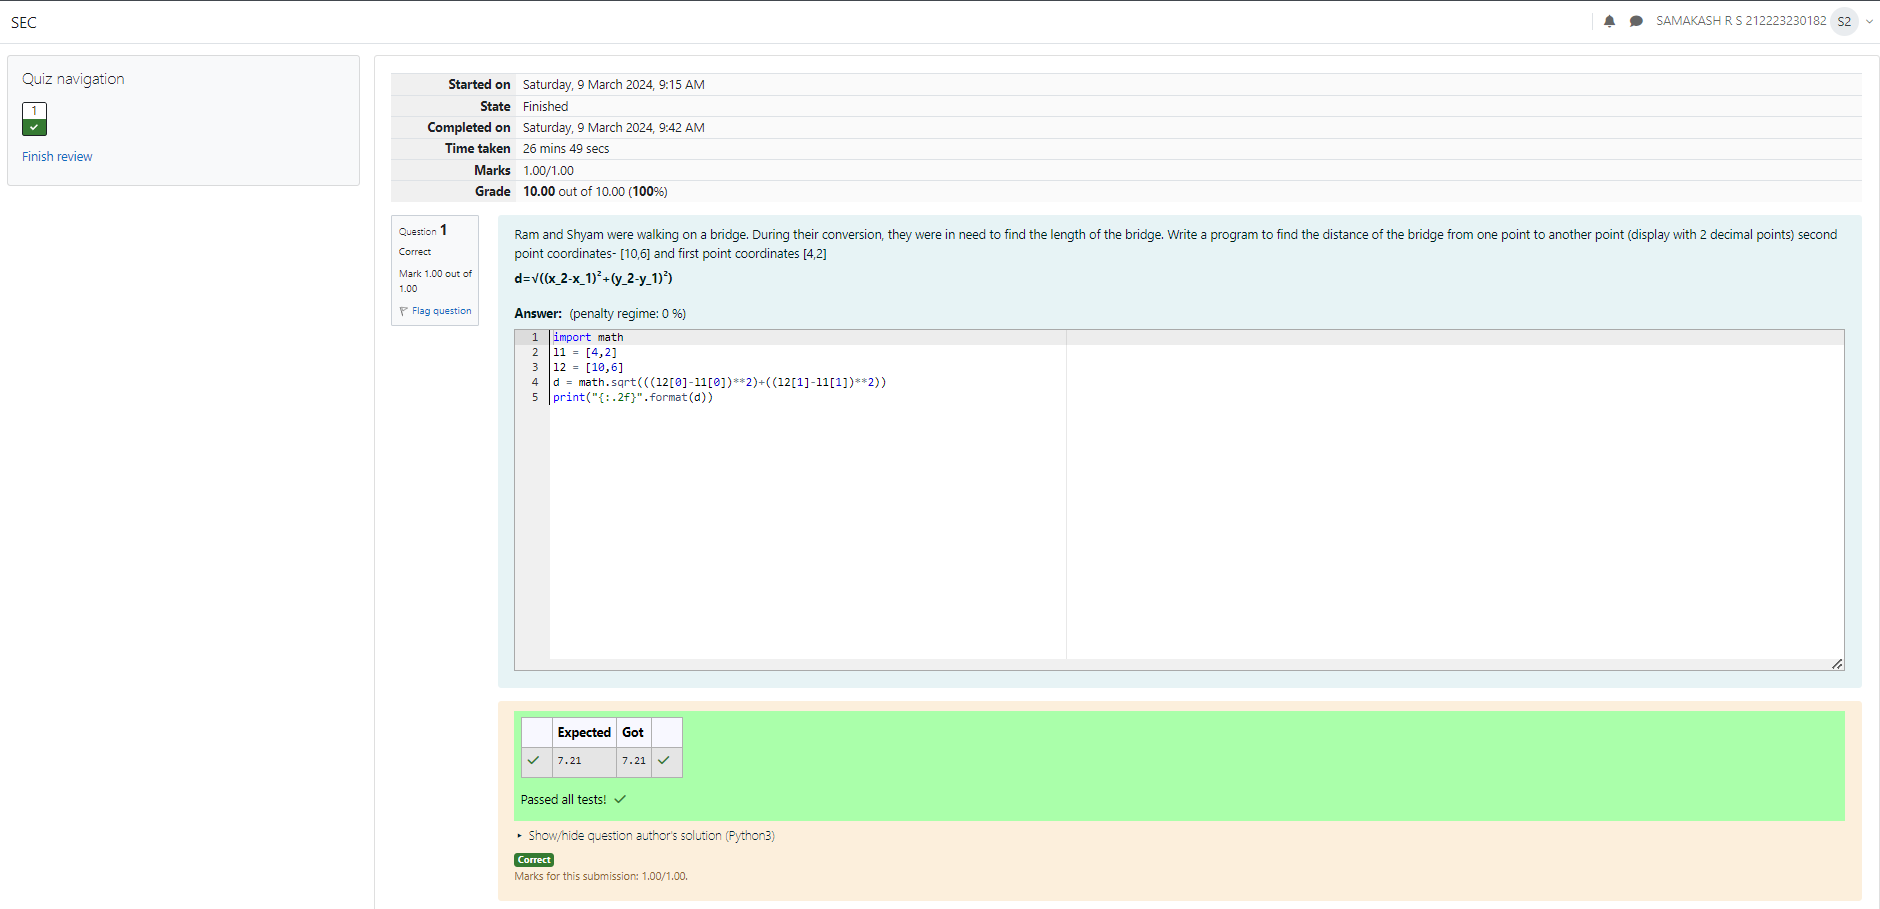 SEC
SAMAKASH R S 212223230182 S2
Quiz navigation
1
Finish review
Started on Saturday, 9 March 2024, 9:15 AM
State Finished
Completed on Saturday, 9 March 2024, 9:42 AM
Time taken 26 mins 49 secs
Marks 1.00/1.00
Grade 10.00 out of 10.00 (100%)
Question 1
Correct
Mark 1.00 out of
1.00
Flag question
Ram and Shyam were walking on a bridge. During their conversion, they were in need to find the length of the bridge. Write a program to find the distance of the bridge from one point to another point (display with 2 decimal points) second
point coordinates- [10,6] and first point coordinates [4,2]
d=√((x_2-x_1)²+(y_2-y_1)²)
Answer: (penalty regime: 0 %)
1 import math
2 l1 = [4,2]
3 l2 = [10,6]
4 d = math.sqrt(((l2[0]-l1[0])**2)+((l2[1]-l1[1])**2))
5 print("{:.2f}".format(d))
Expected Got
7.21 7.21
Passed all tests!
Show/hide question author's solution (Python3)
Correct
Marks for this submission: 1.00/1.00.